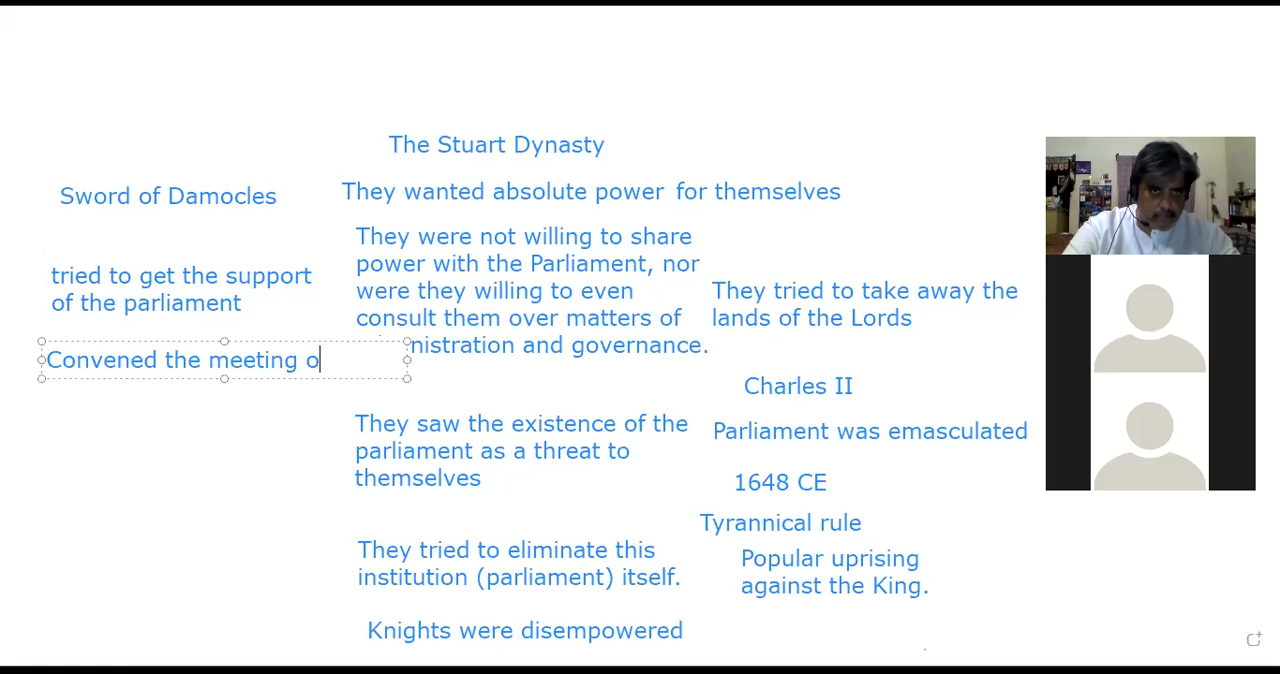 The Stuart Dynasty
Sword of Damocles
They wanted absolute power for themselves
tried to get the support
of the parliament
Convened the meeting o
They were not willing to share
power with the Parliament, nor
were they willing to even
consult them over matters of
nistration and governance.
They saw the existence of the
parliament as a threat to
themselves
They tried to eliminate this
institution (parliament) itself.
Knights were disempowered
They tried to take away the
lands of the Lords
Charles II
Parliament was emasculated
1648 CE
Tyrannical rule
Popular uprising
against the King.